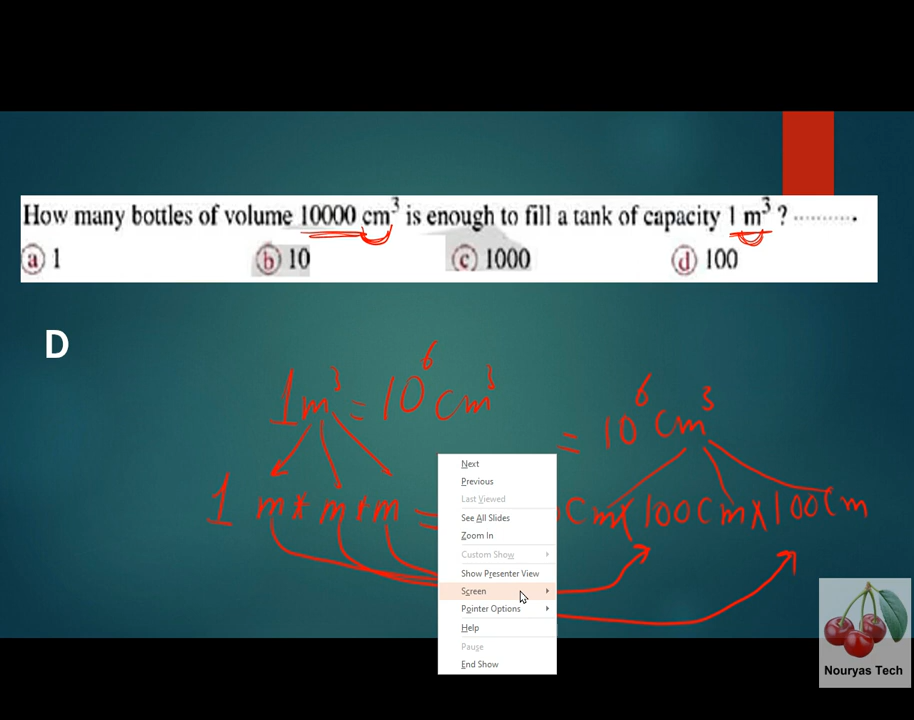 How many bottles of volume 10000 cm³ is enough to fill a tank of capacity 1 m³ ? ..........
ⓐ 1 ⓑ 10 ⓒ 1000 ⓓ 100
D
1m³ = 10⁶ cm³
= 10⁶ cm³
1 m * m * m = cm x 100cm x 100cm
Next
Previous
Last Viewed
See All Slides
Zoom In
Custom Show
Show Presenter View
Screen
Pointer Options
Help
Pause
End Show
Nouryas Tech